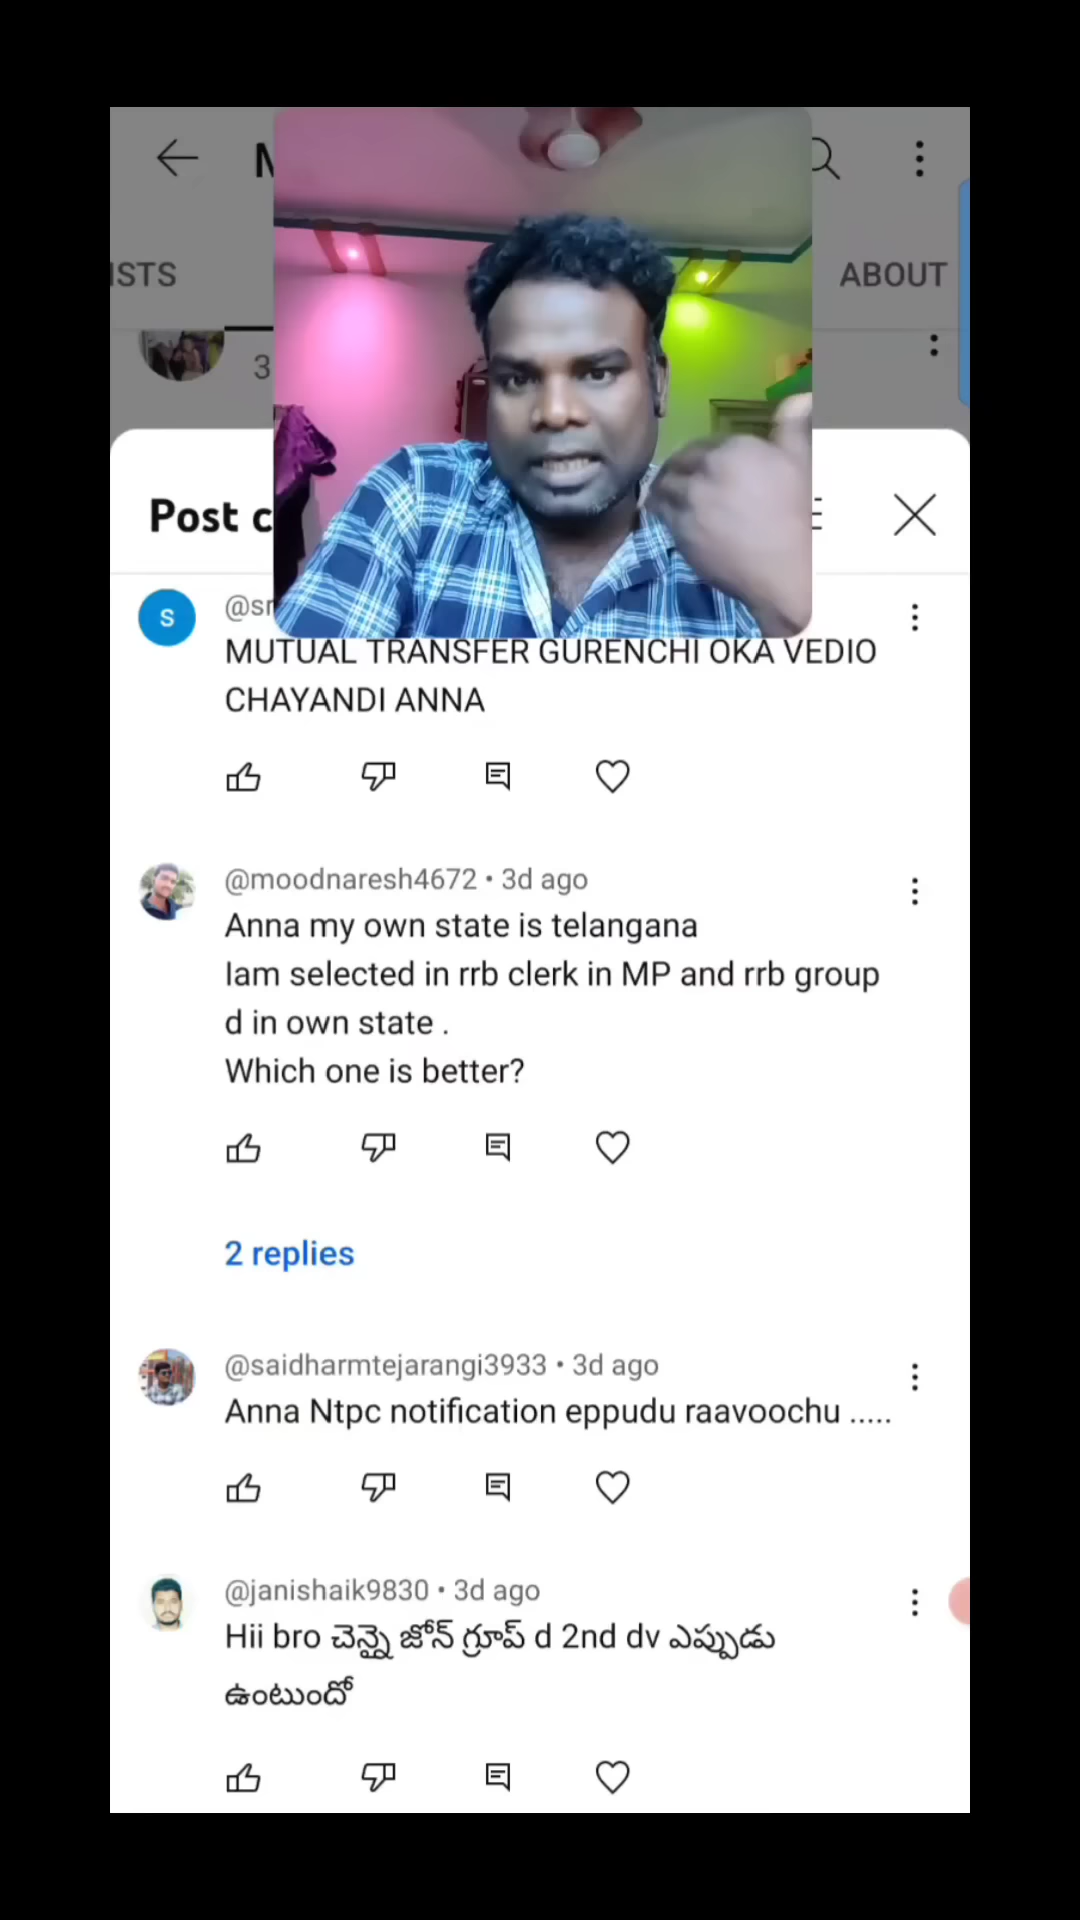 ABOUT
3
Post
S
MUTUAL TRANSFER GURENCHI OKA VEDIO
CHAYANDI ANNA
@moodnaresh4672 • 3d ago
Anna my own state is telangana
Iam selected in rrb clerk in MP and rrb group
d in own state .
Which one is better?
2 replies
@saidharmtejarangi3933 • 3d ago
Anna Ntpc notification eppudu raavoochu .....
@janishaik9830 • 3d ago
Hii bro చెన్నై జోన్ గ్రూప్ d 2nd dv ఎప్పుడు
ఉంటుందో